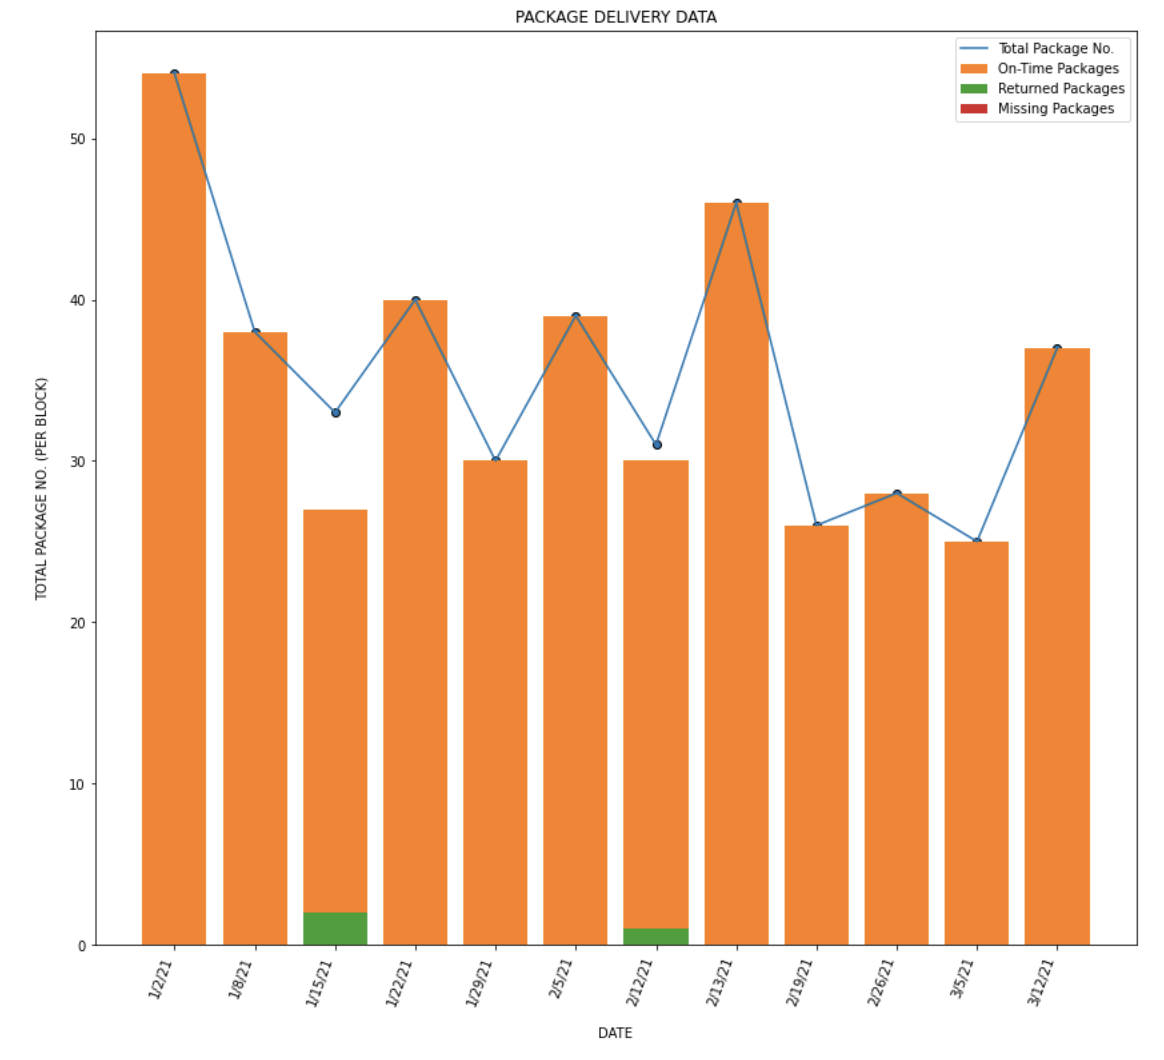 PACKAGE DELIVERY DATA
Total Package No.
On-Time Packages
Returned Packages
Missing Packages
TOTAL PACKAGE NO. (PER BLOCK)
50
40
30
20
10
0
1/2/21
1/8/21
1/15/21
1/22/21
1/29/21
2/5/21
2/12/21
2/13/21
2/19/21
2/26/21
3/5/21
3/12/21
DATE